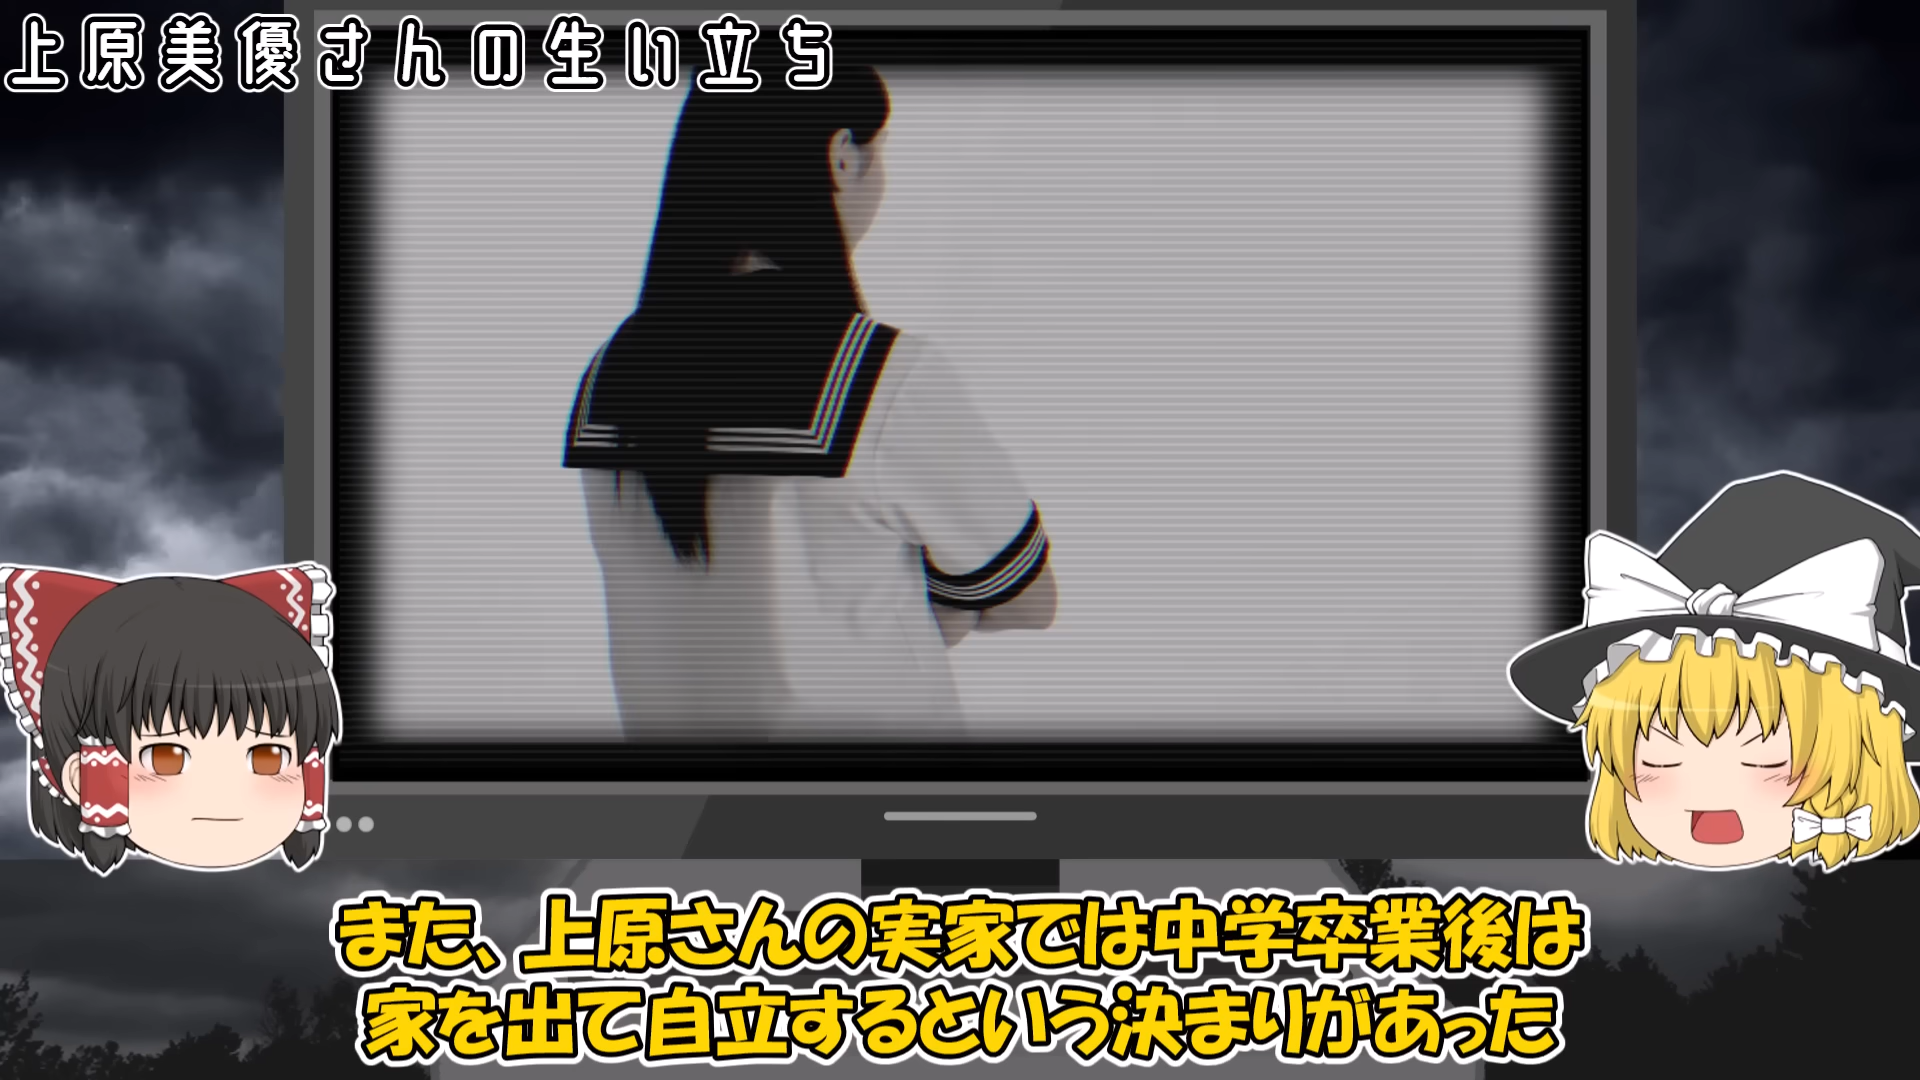 上原美優さんの生い立ち
また、上原さんの実家では中学卒業後は
家を出て自立するという決まりがあった